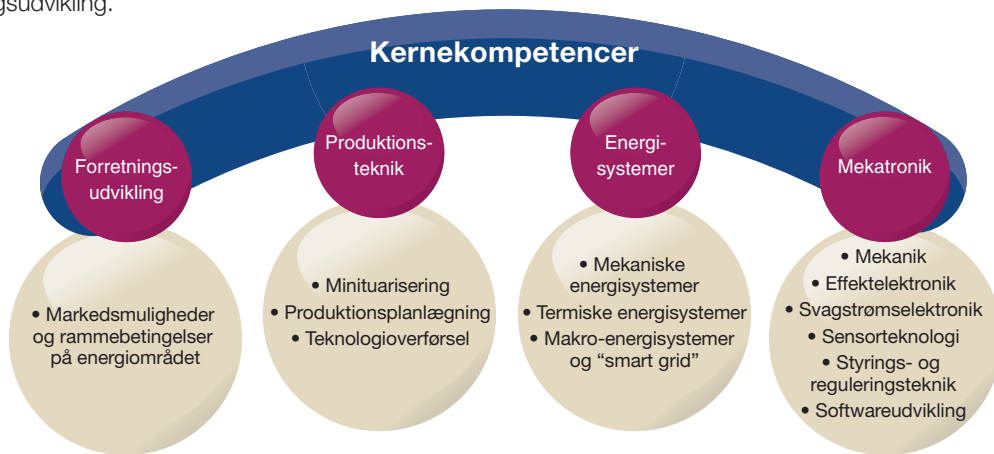 gsudvikling.
Kernekompetencer
Forretnings-
udvikling
Produktions-
teknik
Energi-
systemer
Mekatronik
• Markedsmuligheder
og rammebetingelser
på energiområdet
• Minituarisering
• Produktionsplanlægning
• Teknologioverførsel
• Mekaniske
energisystemer
• Termiske energisystemer
• Makro-energisystemer
og “smart grid”
• Mekanik
• Effektelektronik
• Svagstrømselektronik
• Sensorteknologi
• Styrings- og
reguleringsteknik
• Softwareudvikling